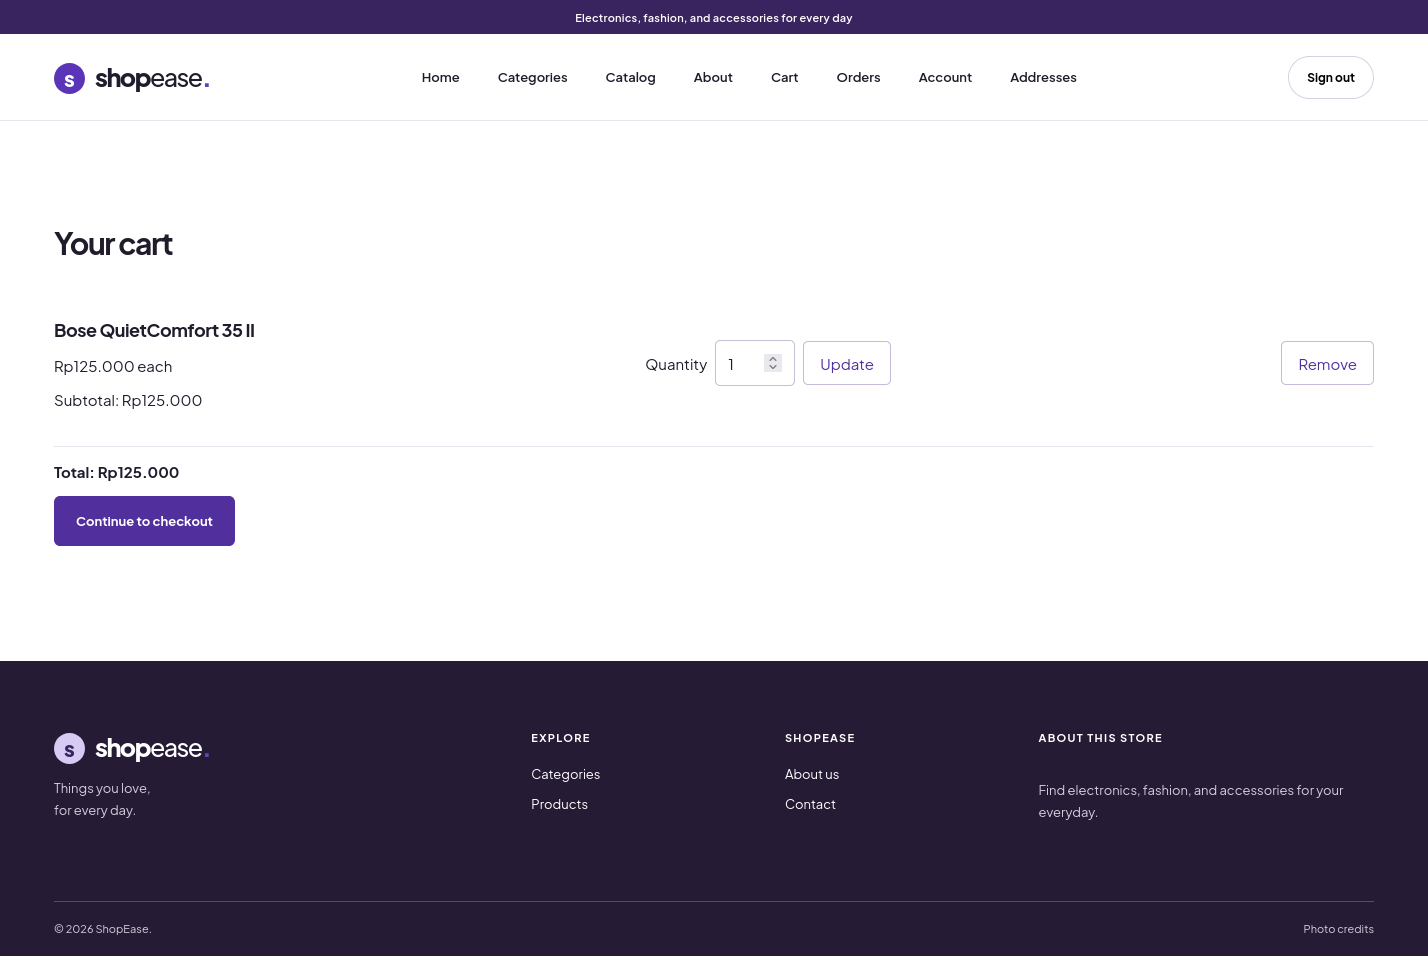 Electronics, fashion, and accessories for every day
s shopease.
Home Categories Catalog About Cart Orders Account Addresses
Sign out
Your cart
Bose QuietComfort 35 II
Rp125.000 each
Subtotal: Rp125.000
Quantity 1 Update
Remove
Total: Rp125.000
Continue to checkout
s shopease.
Things you love,
for every day.
EXPLORE
Categories
Products
SHOPEASE
About us
Contact
ABOUT THIS STORE
Find electronics, fashion, and accessories for your
everyday.
© 2026 ShopEase.
Photo credits